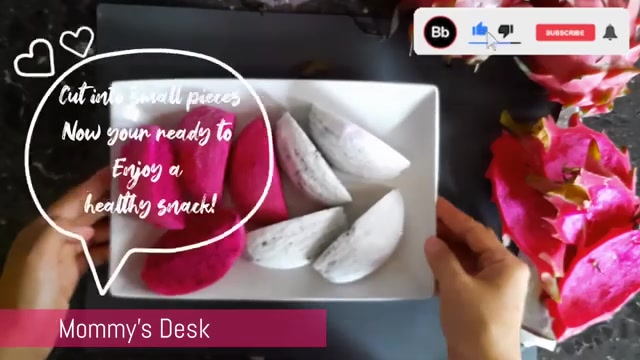 Cut into small pieces
Now your ready to
Enjoy a
healthy snack!
Bb
SUBSCRIBE
Mommy's Desk